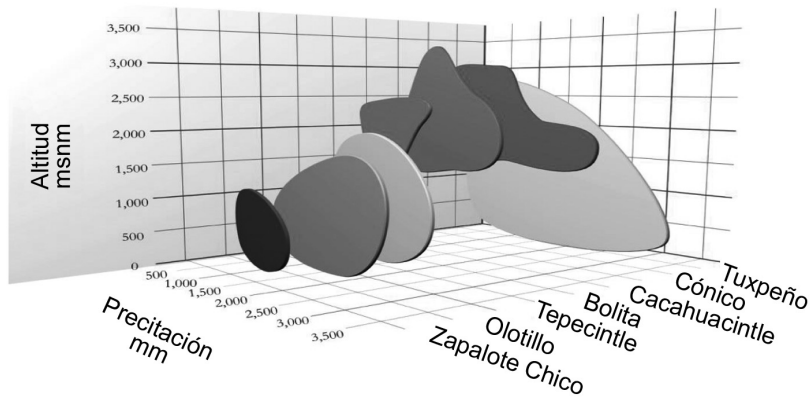 3,500
3,000
2,500
2,000
1,500
1,000
500
0
Altitud
msnm
500
1,000
1,500
2,000
2,500
3,000
3,500
Precitación
mm
Tuxpeño
Cónico
Cacahuacintle
Bolita
Tepecintle
Olotillo
Zapalote Chico